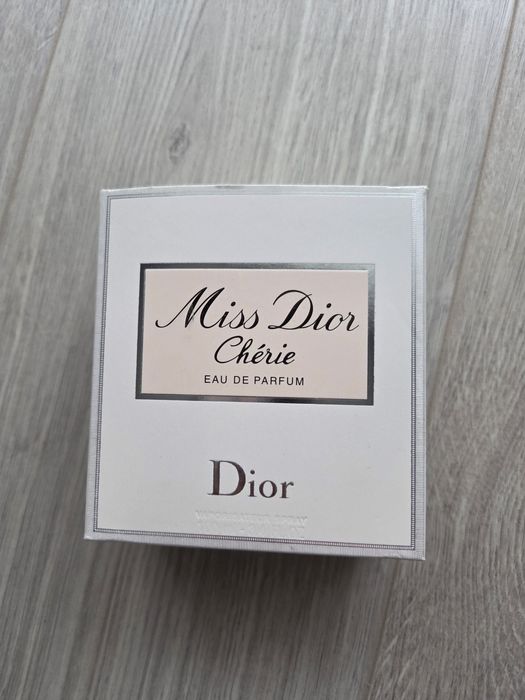 Miss Dior
Chérie
EAU DE PARFUM
Dior
VAPORISATEUR SPRAY